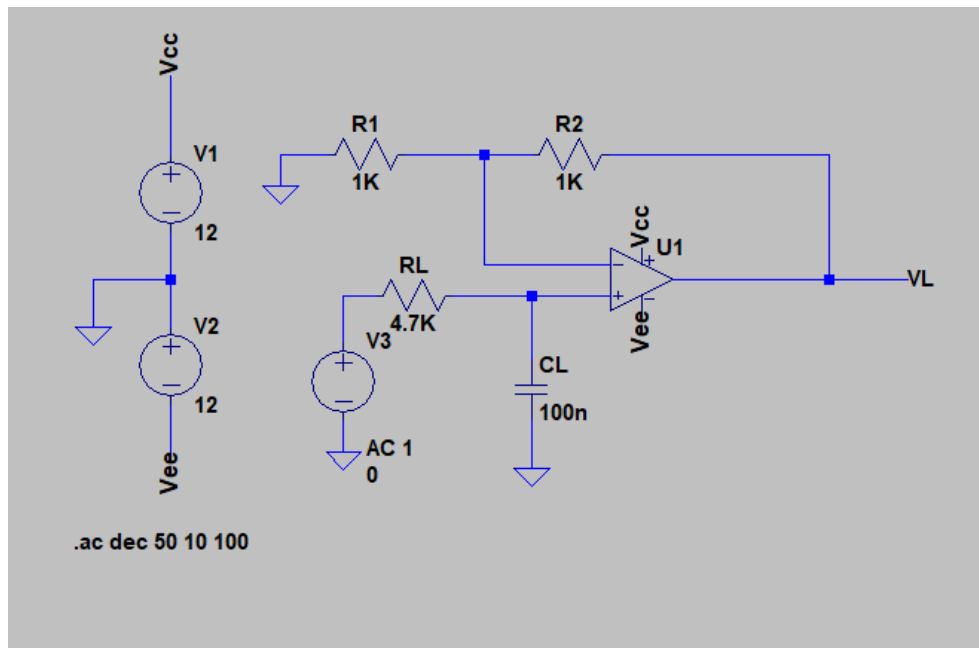 Vcc
V1
12
V2
12
Vee
R1
1K
R2
1K
Vcc
U1
Vee
VL
RL
4.7K
V3
AC 1
0
CL
100n
.ac dec 50 10 100